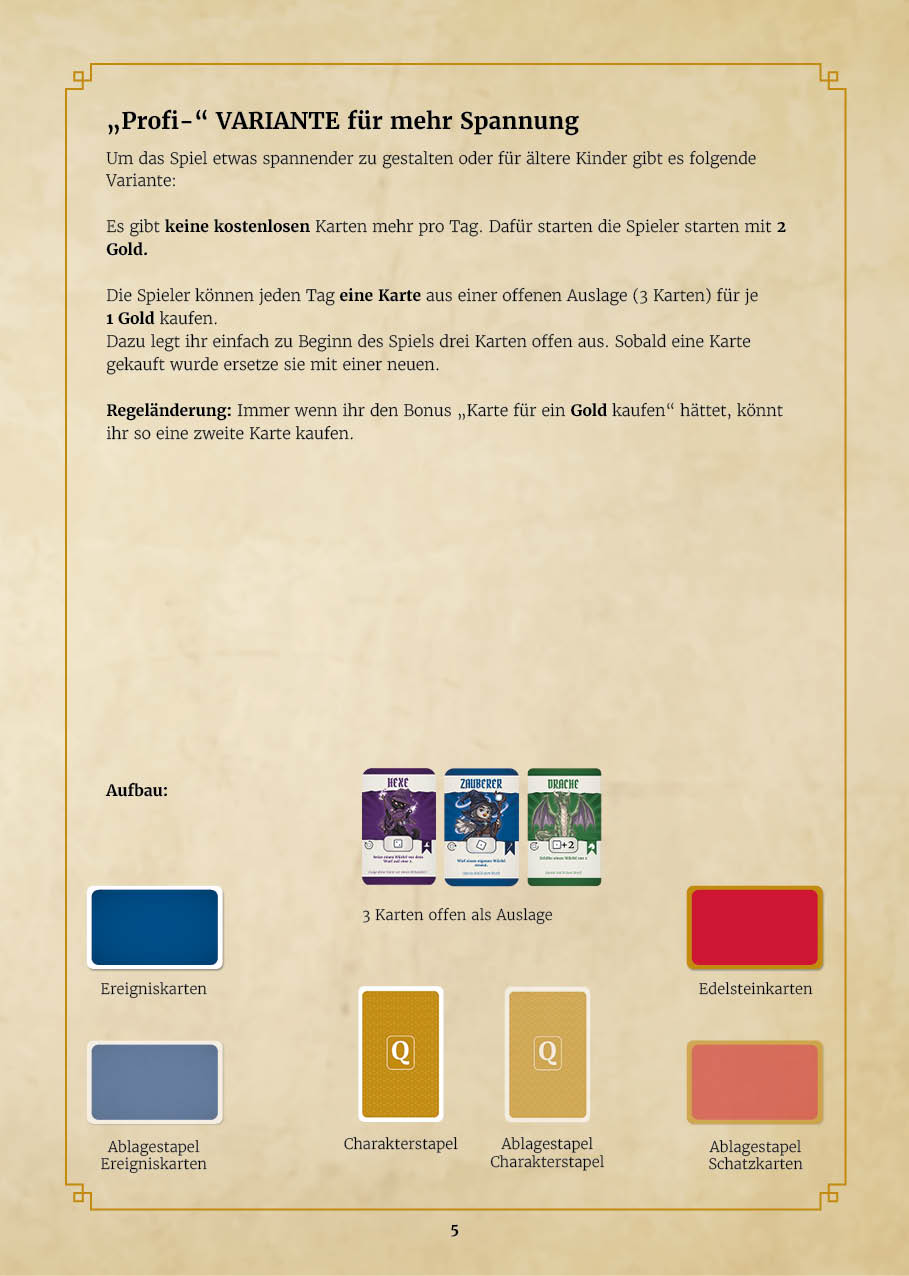 „Profi-“ VARIANTE für mehr Spannung
Um das Spiel etwas spannender zu gestalten oder für ältere Kinder gibt es folgende
Variante:
Es gibt keine kostenlosen Karten mehr pro Tag. Dafür starten die Spieler starten mit 2
Gold.
Die Spieler können jeden Tag eine Karte aus einer offenen Auslage (3 Karten) für je
1 Gold kaufen.
Dazu legt ihr einfach zu Beginn des Spiels drei Karten offen aus. Sobald eine Karte
gekauft wurde ersetze sie mit einer neuen.
Regeländerung: Immer wenn ihr den Bonus „Karte für ein Gold kaufen“ hättet, könnt
ihr so eine zweite Karte kaufen.
Aufbau:
HEXE
ZAUBERER
DRACHE
+2
3 Karten offen als Auslage
Ereigniskarten
Edelsteinkarten
Q
Q
Charakterstapel
Ablagestapel
Charakterstapel
Ablagestapel
Ereigniskarten
Ablagestapel
Schatzkarten
5